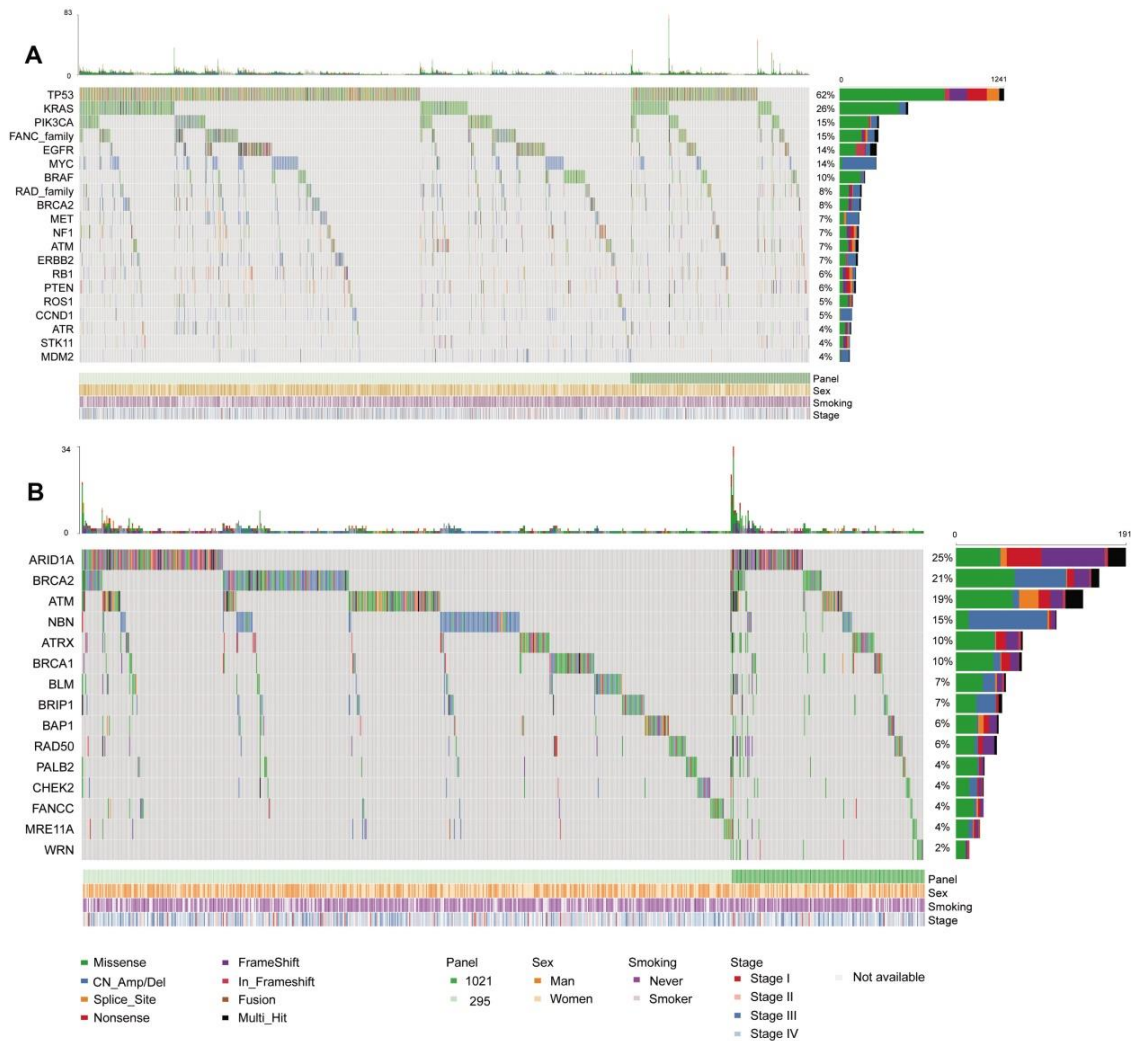 A
83
0
0 1241
TP53 62%
KRAS 26%
PIK3CA 15%
FANC_family 15%
EGFR 14%
MYC 14%
BRAF 10%
RAD_family 8%
BRCA2 8%
MET 7%
NF1 7%
ATM 7%
ERBB2 7%
RB1 6%
PTEN 6%
ROS1 5%
CCND1 5%
ATR 4%
STK11 4%
MDM2 4%
Panel
Sex
Smoking
Stage
B
34
0
0 191
ARID1A 25%
BRCA2 21%
ATM 19%
NBN 15%
ATRX 10%
BRCA1 10%
BLM 7%
BRIP1 7%
BAP1 6%
RAD50 6%
PALB2 4%
CHEK2 4%
FANCC 4%
MRE11A 4%
WRN 2%
Panel
Sex
Smoking
Stage
Missense
CN_Amp/Del
Splice_Site
Nonsense
FrameShift
In_Frameshift
Fusion
Multi_Hit
Panel
1021
295
Sex
Man
Women
Smoking
Never
Smoker
Stage
Stage I
Stage II
Stage III
Stage IV
Not available